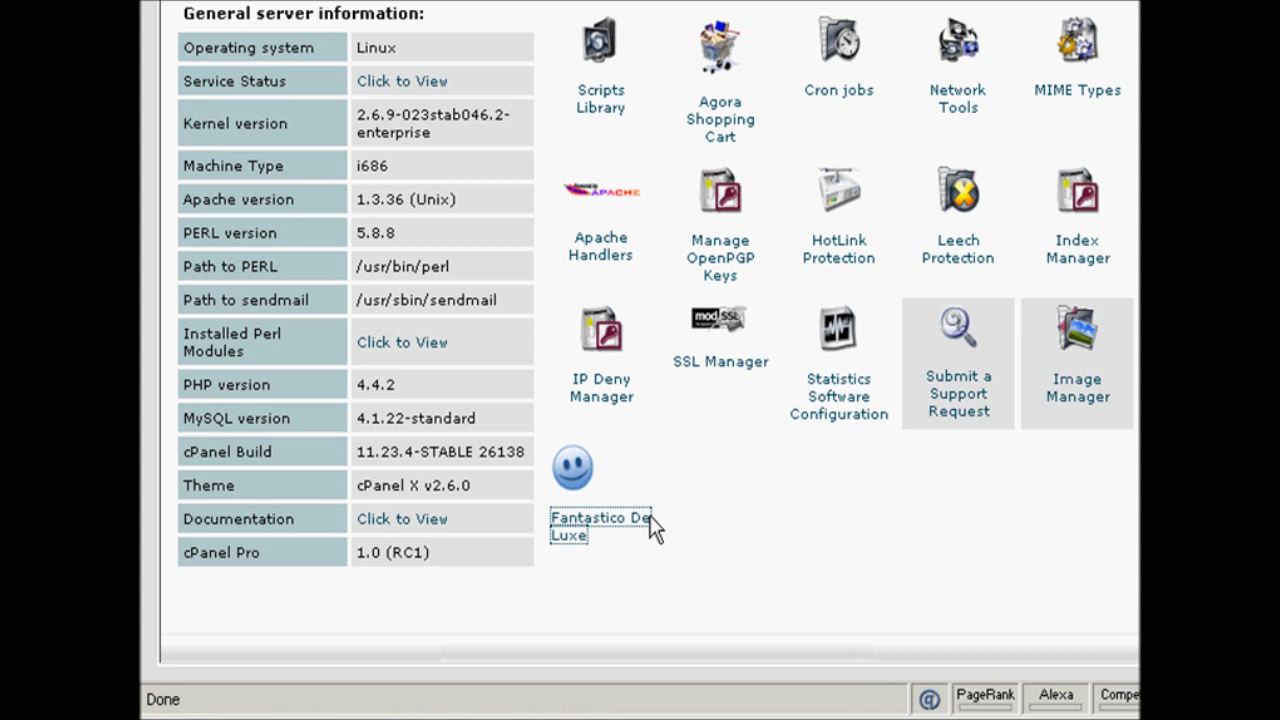 General server information:
Operating system Linux
Service Status Click to View
Kernel version 2.6.9-023stab046.2-
enterprise
Machine Type i686
Apache version 1.3.36 (Unix)
PERL version 5.8.8
Path to PERL /usr/bin/perl
Path to sendmail /usr/sbin/sendmail
Installed Perl
Modules Click to View
PHP version 4.4.2
MySQL version 4.1.22-standard
cPanel Build 11.23.4-STABLE 26138
Theme cPanel X v2.6.0
Documentation Click to View
cPanel Pro 1.0 (RC1)
Scripts
Library
Agora
Shopping
Cart
Cron jobs
Network
Tools
MIME Types
APACHE
Apache
Handlers
Manage
OpenPGP
Keys
HotLink
Protection
Leech
Protection
Index
Manager
IP Deny
Manager
mod SSL
SSL Manager
Statistics
Software
Configuration
Submit a
Support
Request
Image
Manager
Fantastico De
Luxe
Done
@
PageRank
Alexa
Compe